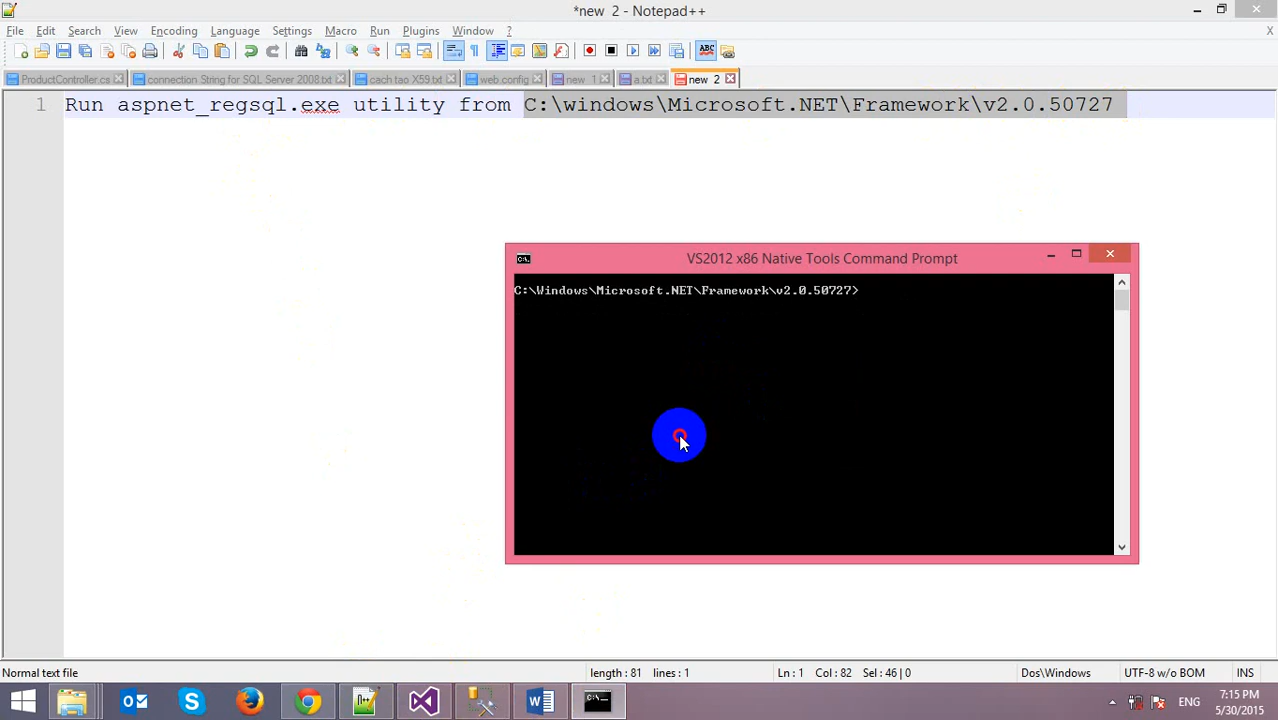 *new 2 - Notepad++
File Edit Search View Encoding Language Settings Macro Run Plugins Window ? X
ABC
ProductController.cs connection String for SQL Server 2008.txt cach tao X59.txt web.config new 1 a.txt new 2
1 Run aspnet_regsql.exe utility from C:\windows\Microsoft.NET\Framework\v2.0.50727
C:\. VS2012 x86 Native Tools Command Prompt
C:\Windows\Microsoft.NET\Framework\v2.0.50727>
Normal text file length : 81 lines : 1 Ln : 1 Col : 82 Sel : 46 | 0 Dos\Windows UTF-8 w/o BOM INS
ENG 7:15 PM
5/30/2015